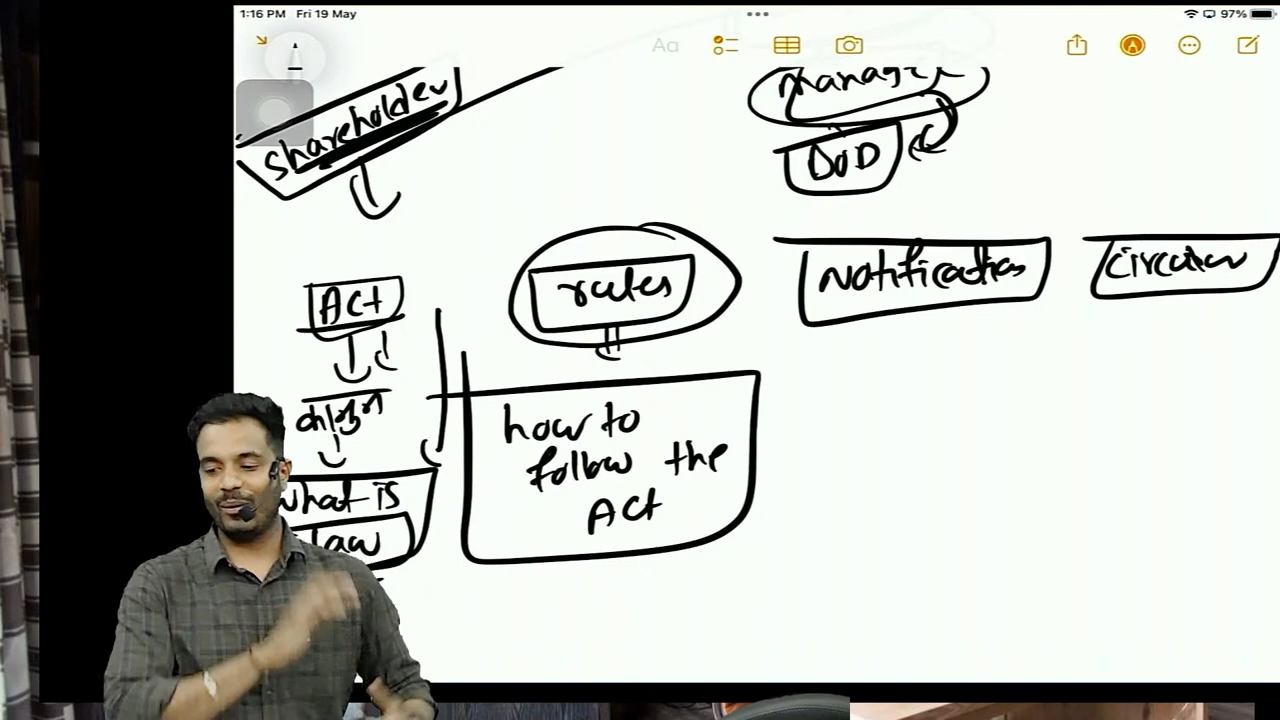 1:16 PM Fri 19 May
97%
Aa
shareholder
manager
BOD
Act
rules
Notification
circular
कानून
what is
law
how to
follow the
Act